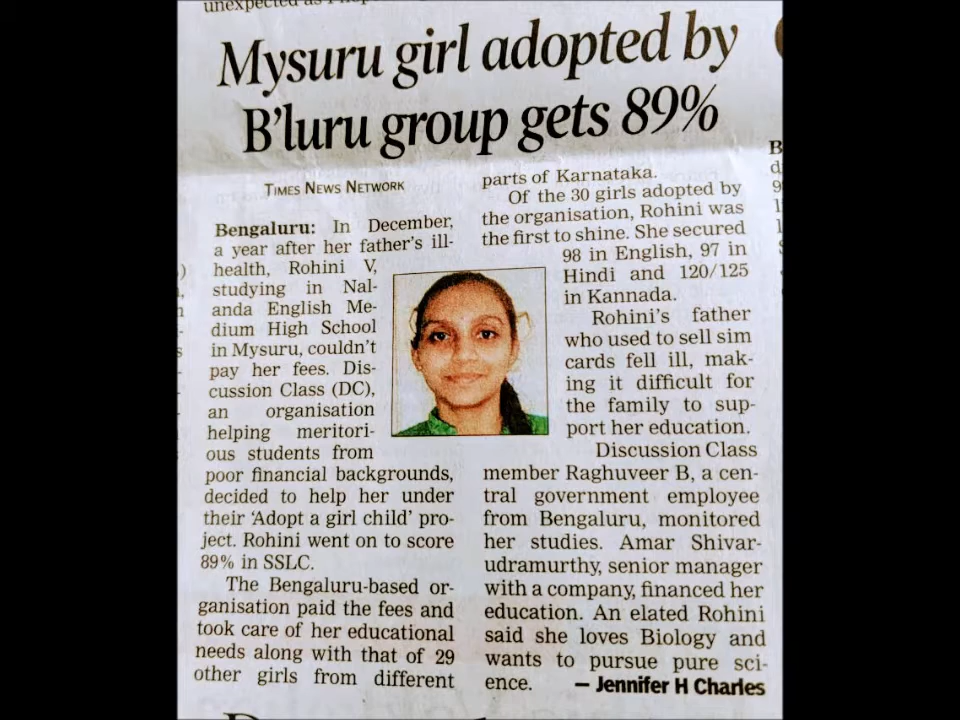 unexpected as I
Mysuru girl adopted by
B'luru group gets 89%
TIMES NEWS NETWORK
Bengaluru: In December,
a year after her father's ill-
health, Rohini V,
studying in Nal-
anda English Me-
dium High School
in Mysuru, couldn't
pay her fees. Dis-
cussion Class (DC),
an organisation
helping meritori-
ous students from
poor financial backgrounds,
decided to help her under
their 'Adopt a girl child' pro-
ject. Rohini went on to score
89% in SSLC.
The Bengaluru-based or-
ganisation paid the fees and
took care of her educational
needs along with that of 29
other girls from different
parts of Karnataka.
Of the 30 girls adopted by
the organisation, Rohini was
the first to shine. She secured
98 in English, 97 in
Hindi and 120/125
in Kannada.
Rohini's father
who used to sell sim
cards fell ill, mak-
ing it difficult for
the family to sup-
port her education.
Discussion Class
member Raghuveer B, a cen-
tral government employee
from Bengaluru, monitored
her studies. Amar Shivar-
udramurthy, senior manager
with a company, financed her
education. An elated Rohini
said she loves Biology and
wants to pursue pure sci-
ence. — Jennifer H Charles